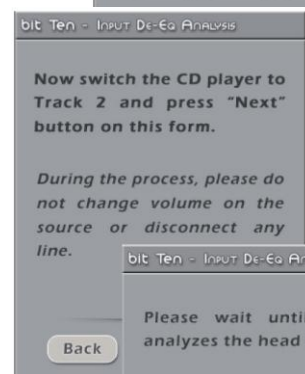 bit Ten - Input De-Eq Analysis
Now switch the CD player to
Track 2 and press "Next"
button on this form.
During the process, please do
not change volume on the
source or disconnect any
line.
bit Ten - Input De-Eq
Please wait
analyzes the head
Back